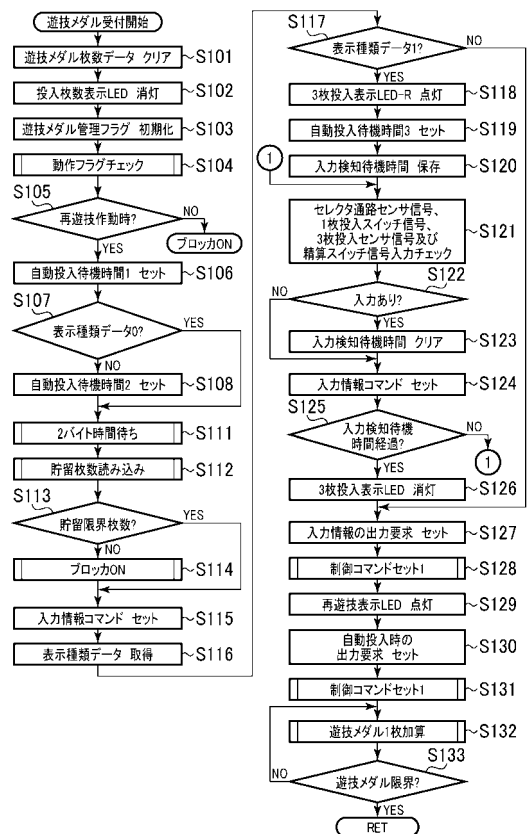 遊技メダル受付開始
遊技メダル枚数データ クリア
S101
投入枚数表示LED 消灯
S102
遊技メダル管理フラグ 初期化
S103
動作フラグチェック
S104
S105
再遊技作動時?
NO
ブロッカON
YES
自動投入待機時間1 セット
S106
S107
表示種類データ0?
YES
NO
自動投入待機時間2 セット
S108
2バイト時間待ち
S111
貯留枚数読み込み
S112
S113
貯留限界枚数?
YES
NO
ブロッカON
S114
入力情報コマンド セット
S115
表示種類データ 取得
S116
S117
表示種類データ1?
NO
YES
3枚投入表示LED-R 点灯
S118
自動投入待機時間3 セット
S119
1
入力検知待機時間 保存
S120
セレクタ通路センサ信号、
1枚投入スイッチ信号、
3枚投入センサ信号及び
精算スイッチ信号入力チェック
S121
S122
NO
入力あり?
YES
入力検知待機時間 クリア
S123
入力情報コマンド セット
S124
S125
入力検知待機
時間経過?
NO
1
YES
3枚投入表示LED 消灯
S126
入力情報の出力要求 セット
S127
制御コマンドセット1
S128
再遊技表示LED 点灯
S129
自動投入時の
出力要求 セット
S130
制御コマンドセット1
S131
遊技メダル1枚加算
S132
S133
NO
遊技メダル限界?
YES
RET